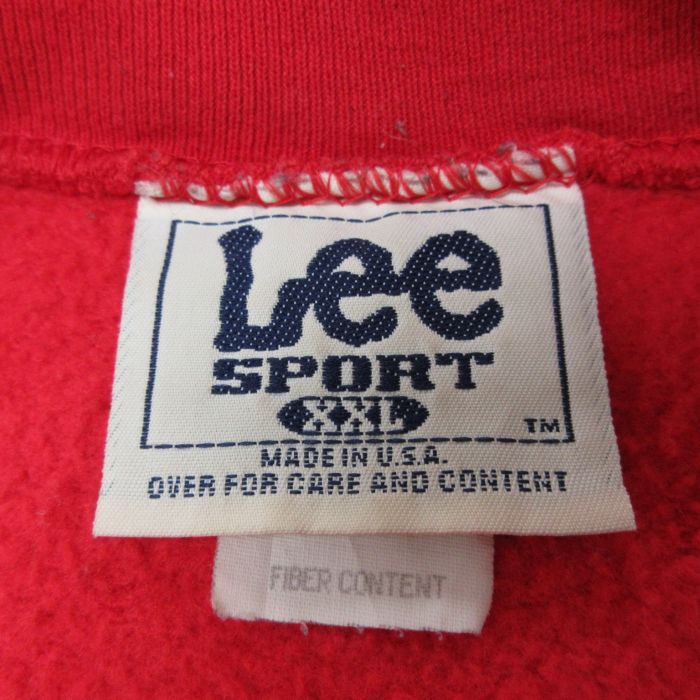 Lee
SPORT
XXL
TM
MADE IN U.S.A.
OVER FOR CARE AND CONTENT
FIBER CONTENT